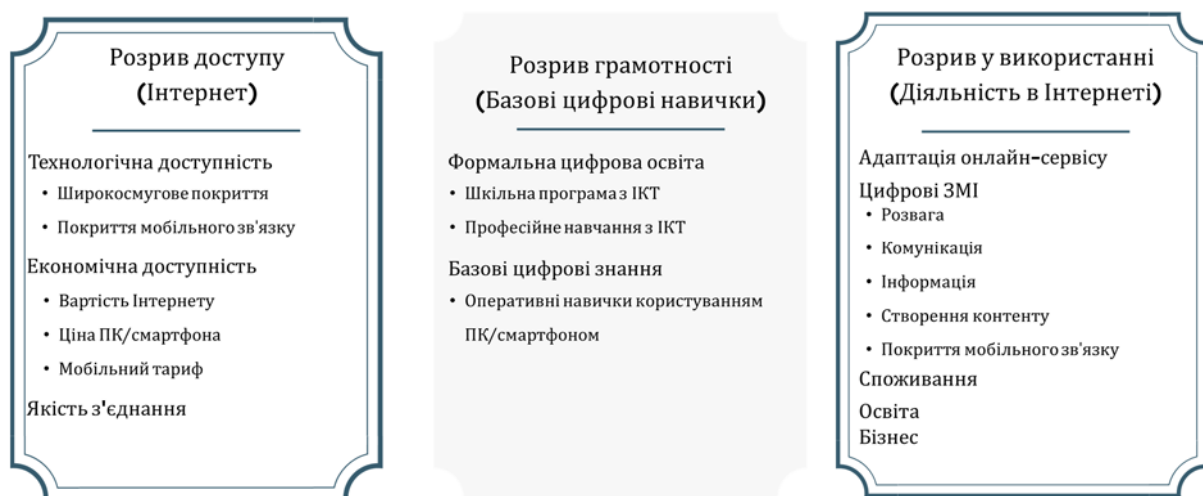 Розрив доступу
(Інтернет)
Технологічна доступність
• Широкосмугове покриття
• Покриття мобільного зв'язку
Економічна доступність
• Вартість Інтернету
• Ціна ПК/смартфона
• Мобільний тариф
Якість з'єднання
Розрив грамотності
(Базові цифрові навички)
Формальна цифрова освіта
• Шкільна програма з ІКТ
• Професійне навчання з ІКТ
Базові цифрові знання
• Оперативні навички користуванням
ПК/смартфоном
Розрив у використанні
(Діяльність в Інтернеті)
Адаптація онлайн-сервісу
Цифрові ЗМІ
• Розвага
• Комунікація
• Інформація
• Створення контенту
• Покриття мобільного зв'язку
Споживання
Освіта
Бізнес